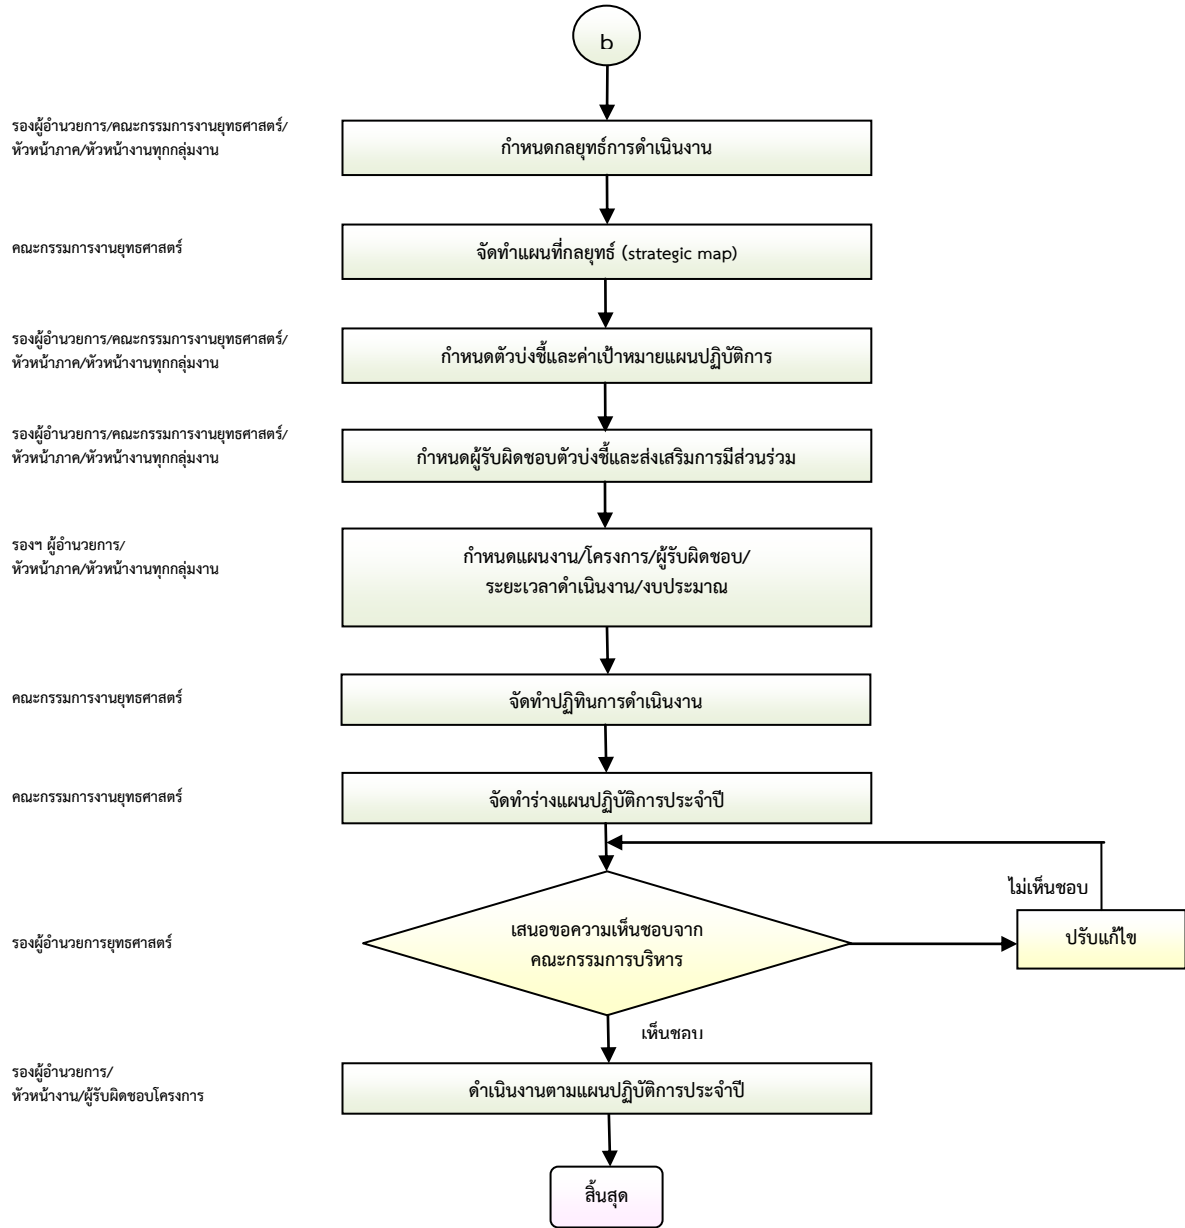 b
รองผู้อำนวยการ/คณะกรรมการงานยุทธศาสตร์/
หัวหน้าภาค/หัวหน้างานทุกกลุ่มงาน
กำหนดกลยุทธ์การดำเนินงาน
คณะกรรมการงานยุทธศาสตร์
จัดทำแผนที่กลยุทธ์ (strategic map)
รองผู้อำนวยการ/คณะกรรมการงานยุทธศาสตร์/
หัวหน้าภาค/หัวหน้างานทุกกลุ่มงาน
กำหนดตัวบ่งชี้และค่าเป้าหมายแผนปฏิบัติการ
รองผู้อำนวยการ/คณะกรรมการงานยุทธศาสตร์/
หัวหน้าภาค/หัวหน้างานทุกกลุ่มงาน
กำหนดผู้รับผิดชอบตัวบ่งชี้และส่งเสริมการมีส่วนร่วม
รองฯ ผู้อำนวยการ/
หัวหน้าภาค/หัวหน้างานทุกกลุ่มงาน
กำหนดแผนงาน/โครงการ/ผู้รับผิดชอบ/
ระยะเวลาดำเนินงาน/งบประมาณ
คณะกรรมการงานยุทธศาสตร์
จัดทำปฏิทินการดำเนินงาน
คณะกรรมการงานยุทธศาสตร์
จัดทำร่างแผนปฏิบัติการประจำปี
รองผู้อำนวยการยุทธศาสตร์
เสนอขอความเห็นชอบจาก
คณะกรรมการบริหาร
ไม่เห็นชอบ
ปรับแก้ไข
เห็นชอบ
รองผู้อำนวยการ/
หัวหน้างาน/ผู้รับผิดชอบโครงการ
ดำเนินงานตามแผนปฏิบัติการประจำปี
สิ้นสุด